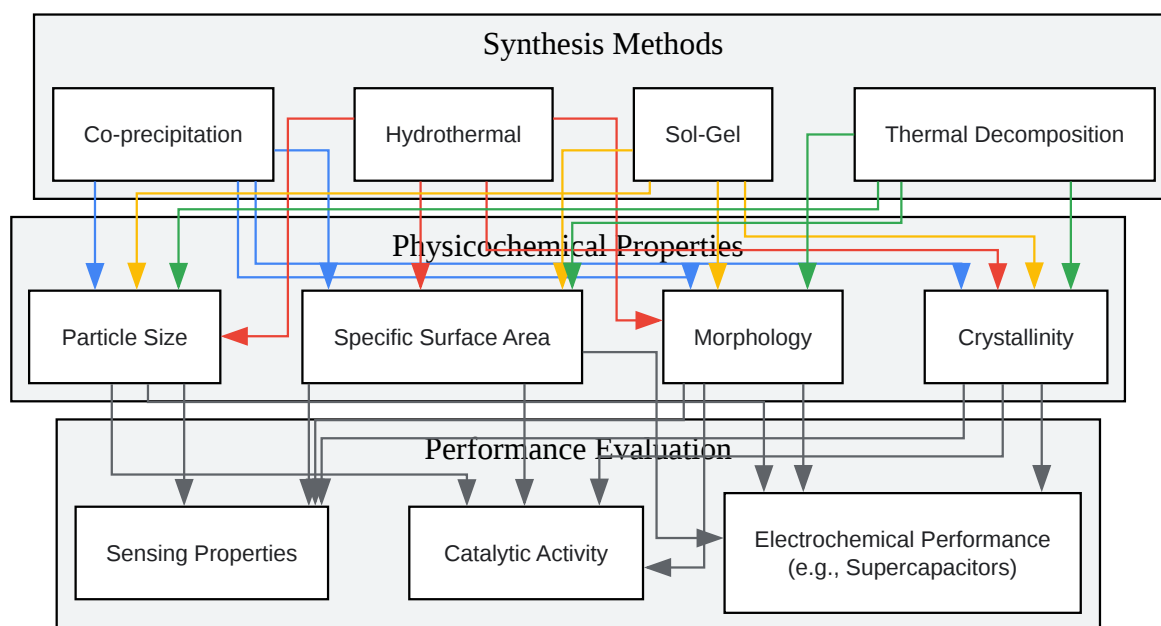 Synthesis Methods
Co-precipitation
Hydrothermal
Sol-Gel
Thermal Decomposition
Physicochemical Properties
Particle Size
Specific Surface Area
Morphology
Crystallinity
Performance Evaluation
Sensing Properties
Catalytic Activity
Electrochemical Performance
(e.g., Supercapacitors)